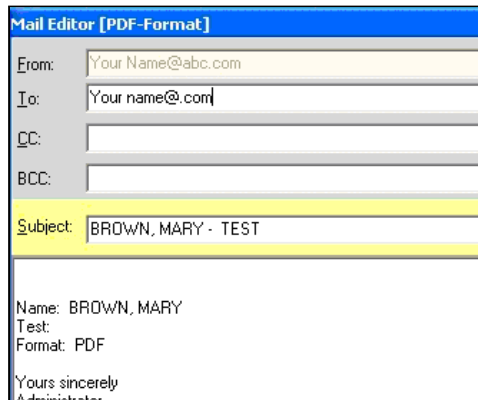 Mail Editor [PDF-Format]
From: Your Name@abc.com
To: Your name@.com
CC:
BCC:
Subject: BROWN, MARY - TEST
Name: BROWN, MARY
Test:
Format: PDF
Yours sincerely
Administrator